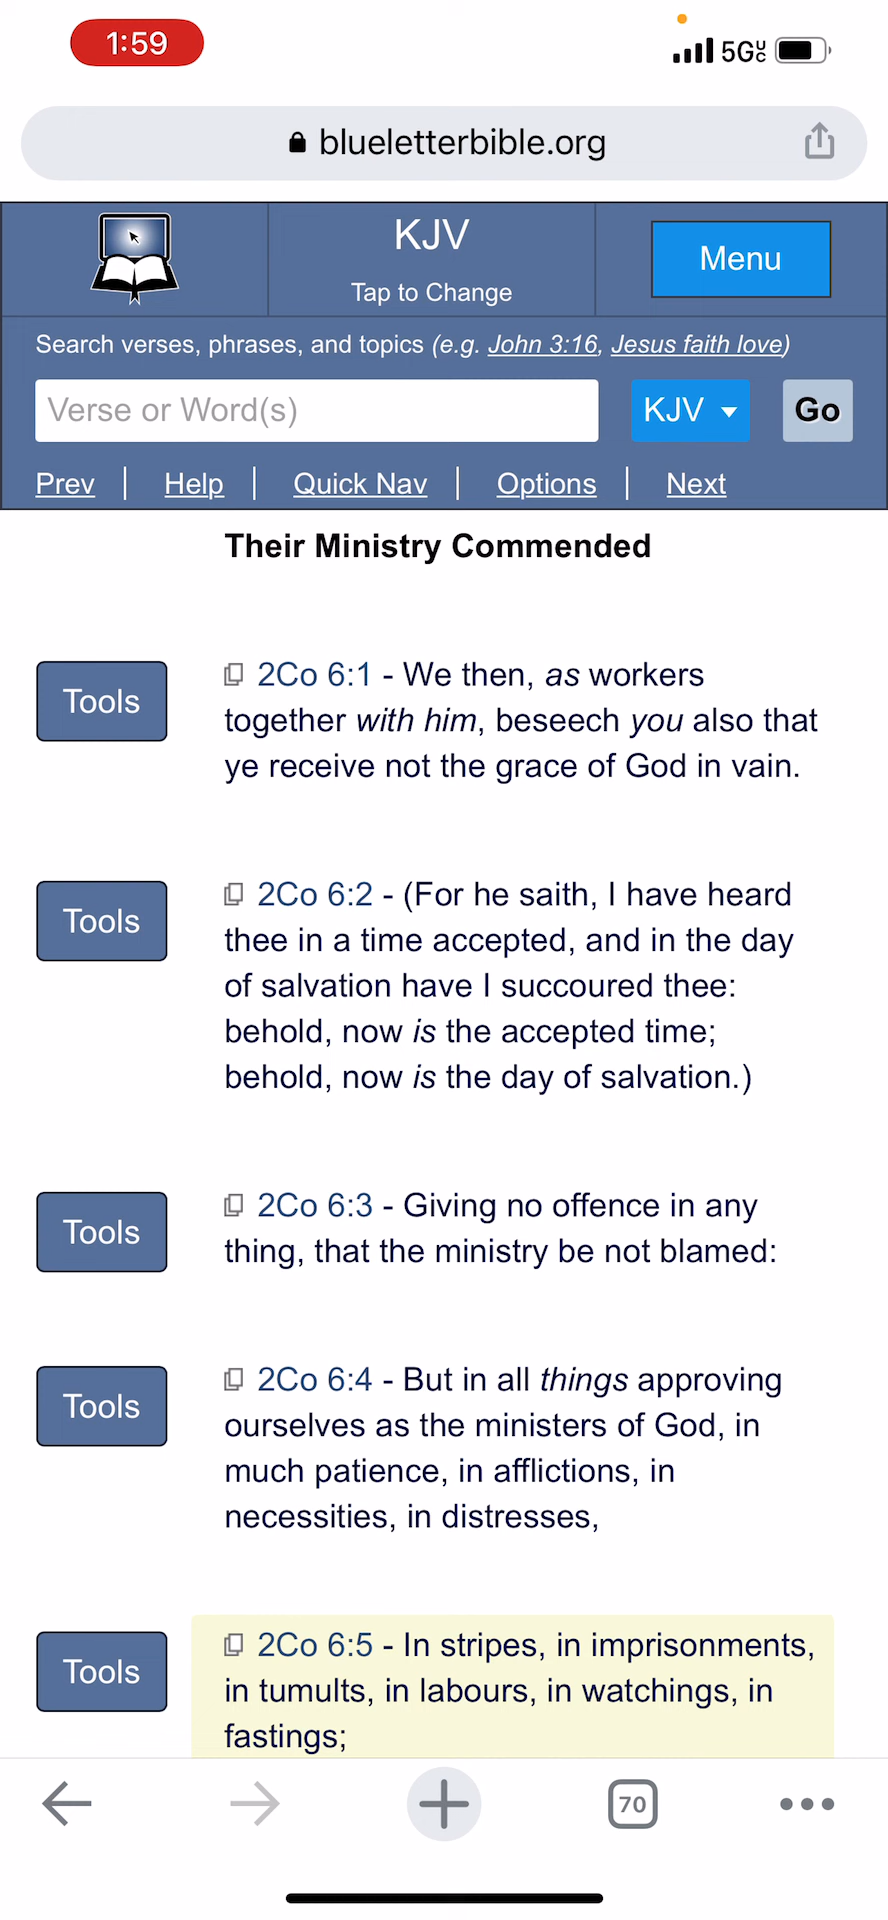 1:59
5G UC
blueletterbible.org
KJV
Tap to Change
Menu
Search verses, phrases, and topics (e.g. John 3:16, Jesus faith love)
Verse or Word(s)
KJV
Go
Prev | Help | Quick Nav | Options | Next
Their Ministry Commended
Tools
2Co 6:1 - We then, as workers
together with him, beseech you also that
ye receive not the grace of God in vain.
Tools
2Co 6:2 - (For he saith, I have heard
thee in a time accepted, and in the day
of salvation have I succoured thee:
behold, now is the accepted time;
behold, now is the day of salvation.)
Tools
2Co 6:3 - Giving no offence in any
thing, that the ministry be not blamed:
Tools
2Co 6:4 - But in all things approving
ourselves as the ministers of God, in
much patience, in afflictions, in
necessities, in distresses,
Tools
2Co 6:5 - In stripes, in imprisonments,
in tumults, in labours, in watchings, in
fastings;
70